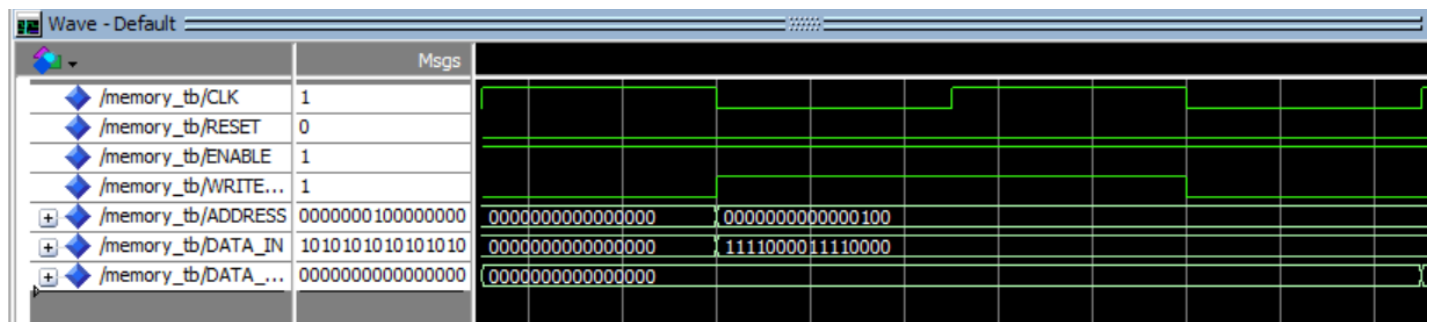 Wave - Default
Msgs
/memory_tb/CLK 1
/memory_tb/RESET 0
/memory_tb/ENABLE 1
/memory_tb/WRITE... 1
/memory_tb/ADDRESS 0000000100000000 0000000000000000 0000000000000100
/memory_tb/DATA_IN 1010101010101010 0000000000000000 1111000011110000
/memory_tb/DATA_... 0000000000000000 0000000000000000